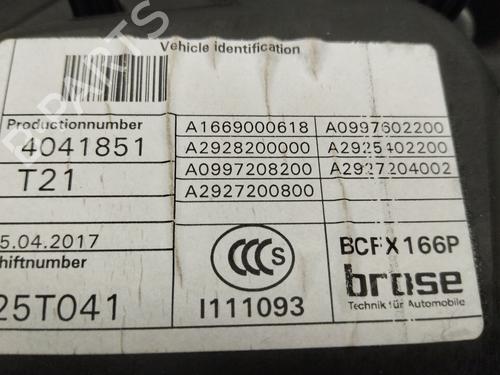 Vehicle identification
Productionnumber
4041851
T21
A1669000618 A0997602200
A2928200000 A2925402200
A0997208200 A2927204002
A2927200800
5.04.2017
hiftnumber
25T041
CCC S
I111093
BCFX166P
brose
Technik für Automobile
B PARTS